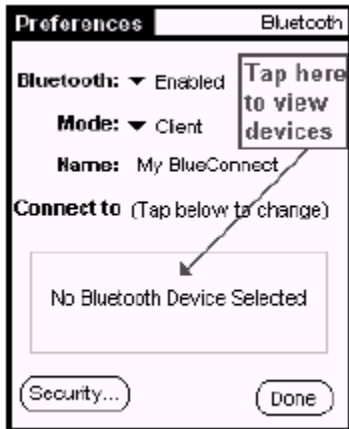 Preferences Bluetooth
Bluetooth: Enabled
Tap here
to view
devices
Mode: Client
Name: My BlueConnect
Connect to (Tap below to change)
No Bluetooth Device Selected
Security... Done